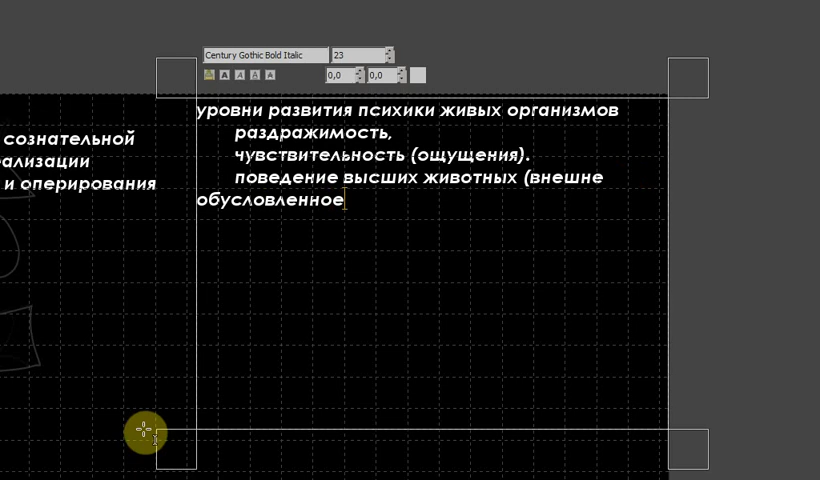 Century Gothic Bold Italic 23
A A A A A 0,0 0,0
уровни развития психики живых организмов
раздражимость,
чувствительность (ощущения).
поведение высших животных (внешне
обусловленное
сознательной
ализации
и оперирования